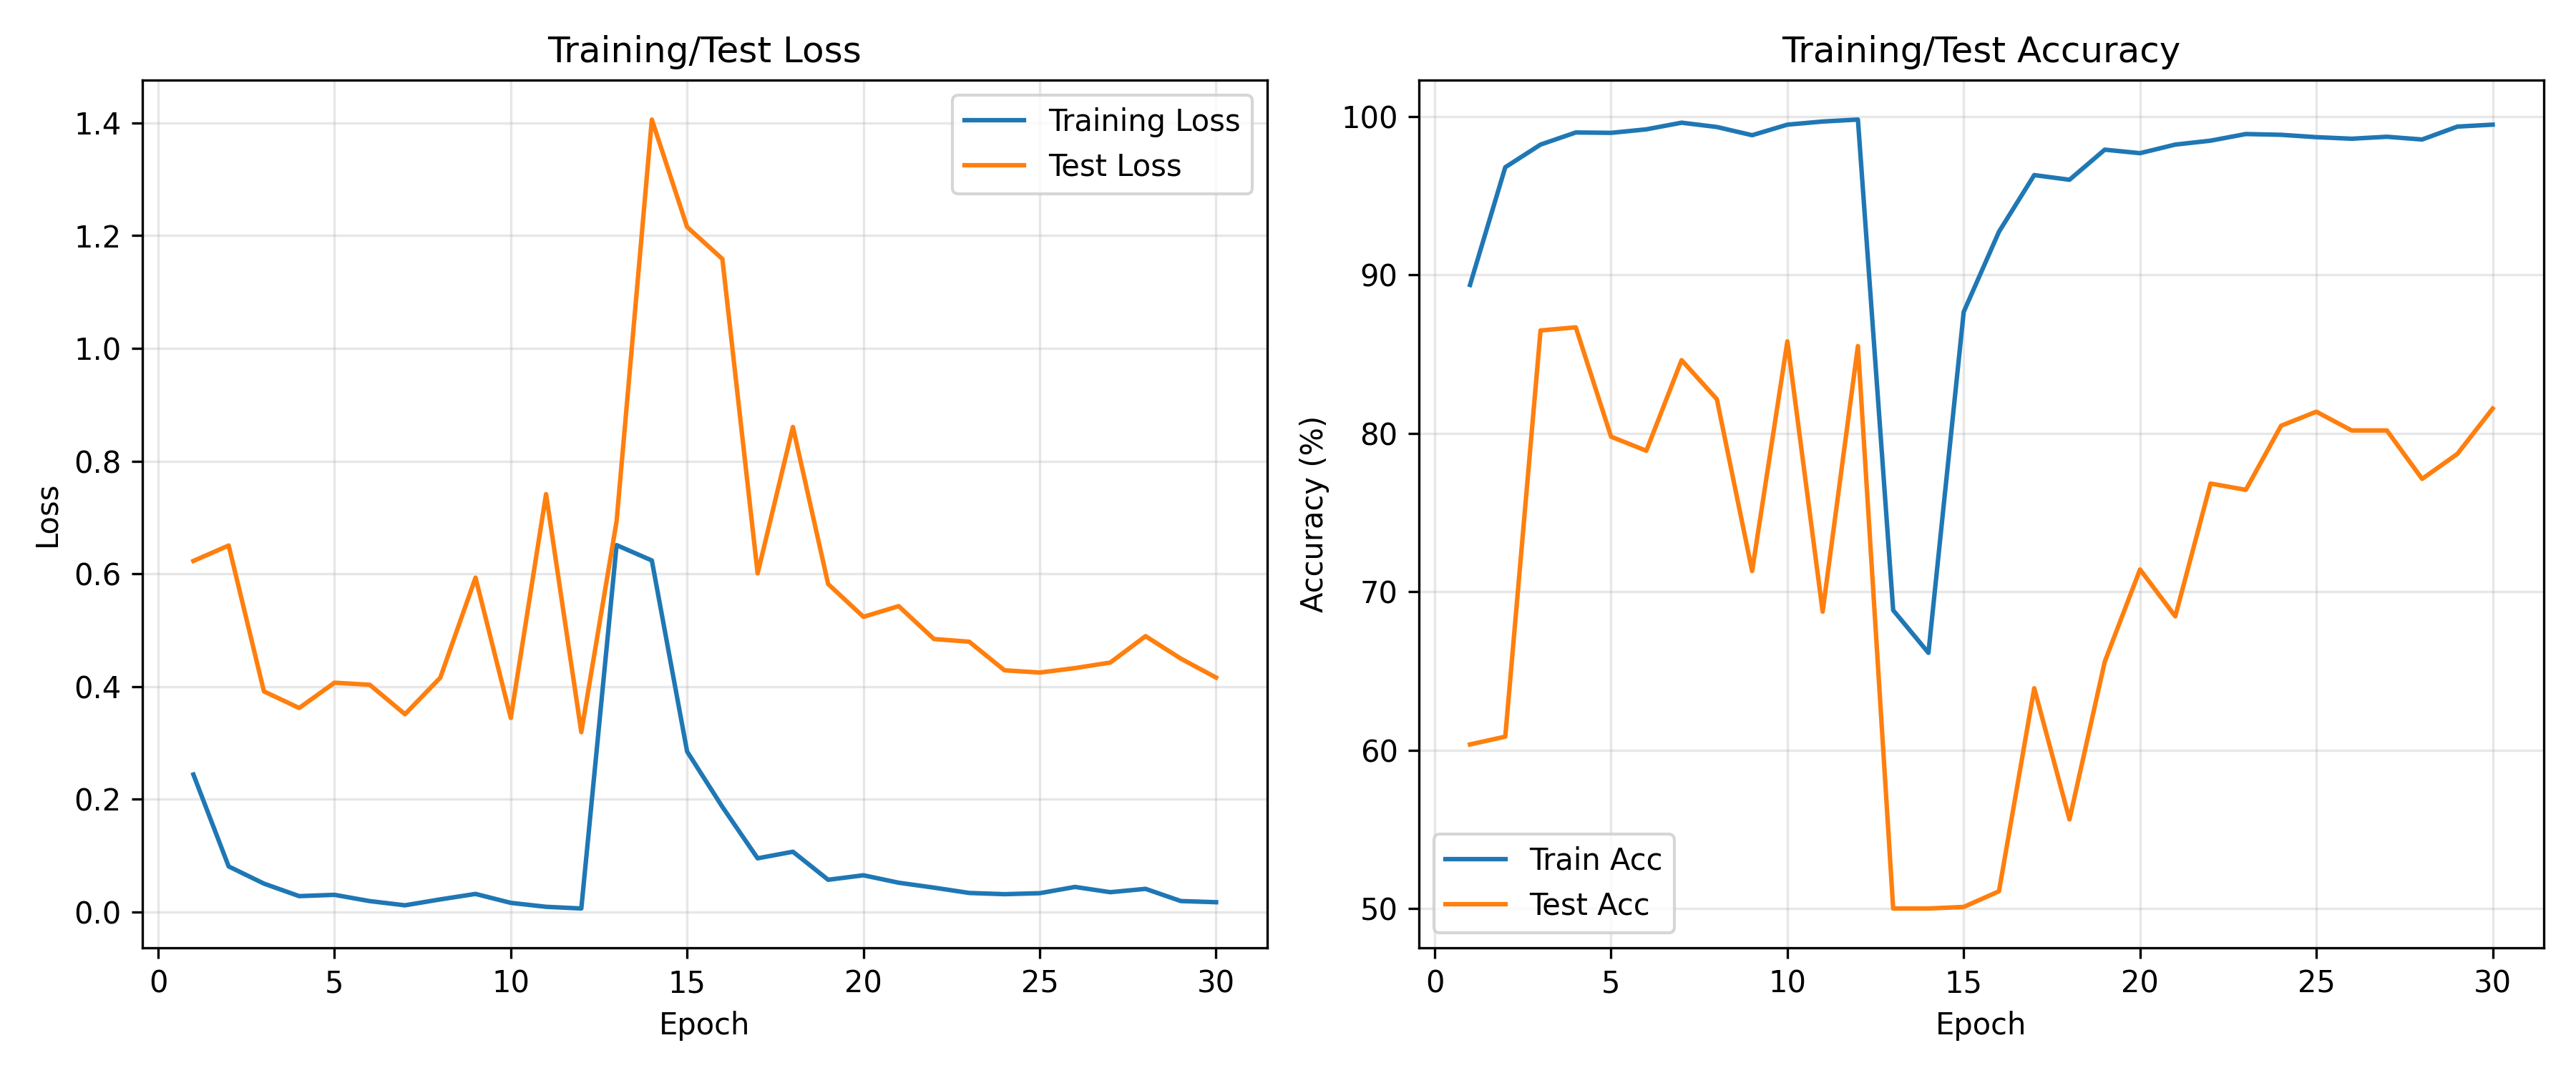 Training/Test Loss
1.4
1.2
1.0
0.8
0.6
0.4
0.2
0.0
Loss
Training Loss
Test Loss
0 5 10 15 20 25 30
Epoch
Training/Test Accuracy
100
90
80
70
60
50
Accuracy (%)
Train Acc
Test Acc
0 5 10 15 20 25 30
Epoch